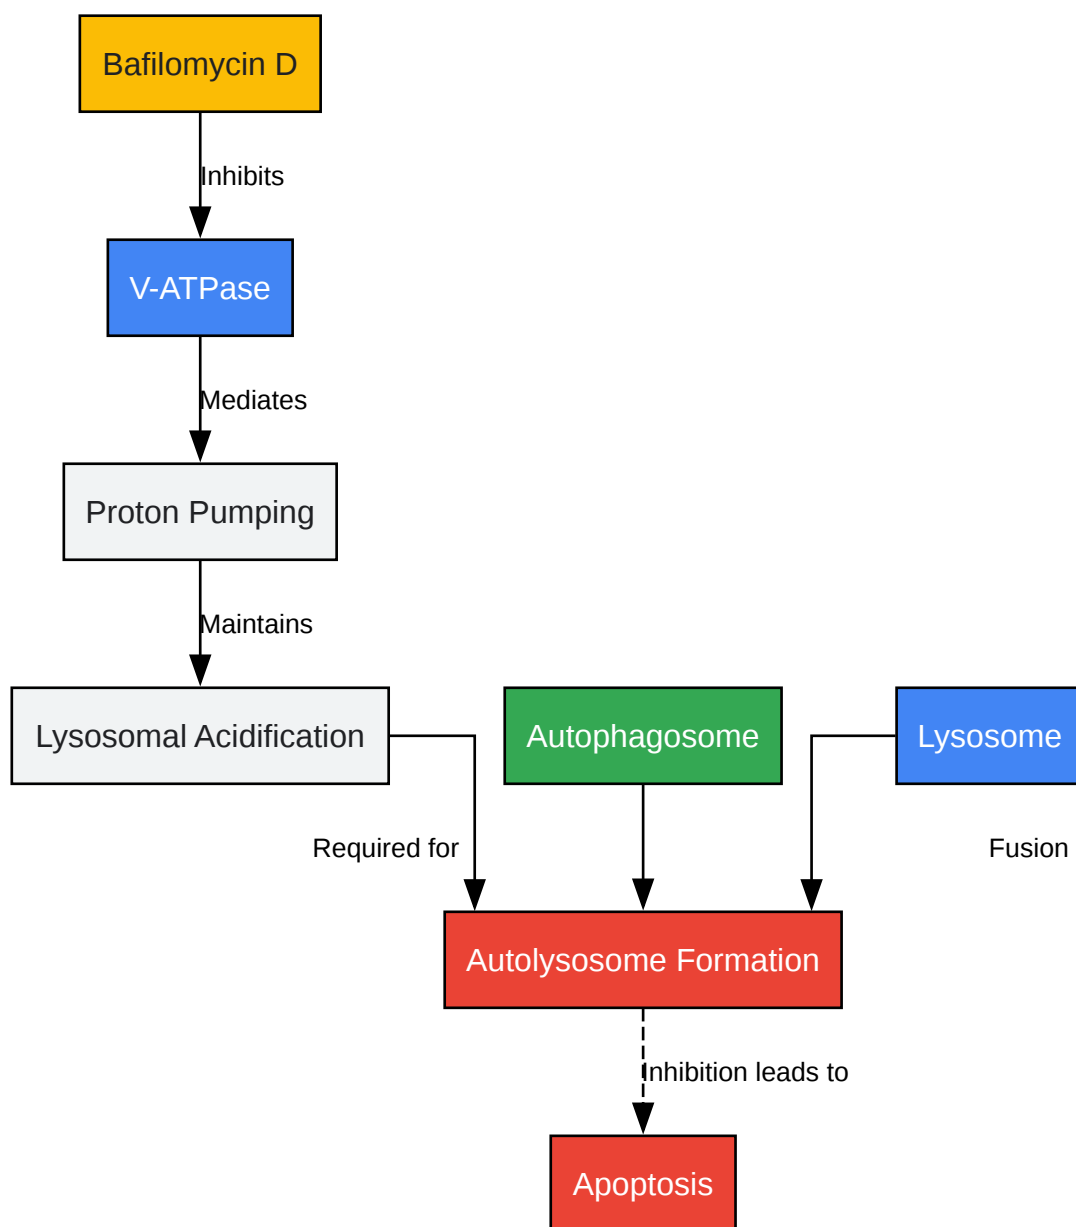 Bafilomycin D
Inhibits
V-ATPase
Mediates
Proton Pumping
Maintains
Lysosomal Acidification
Autophagosome
Lysosome
Required for
Fusion
Autolysosome Formation
Inhibition leads to
Apoptosis